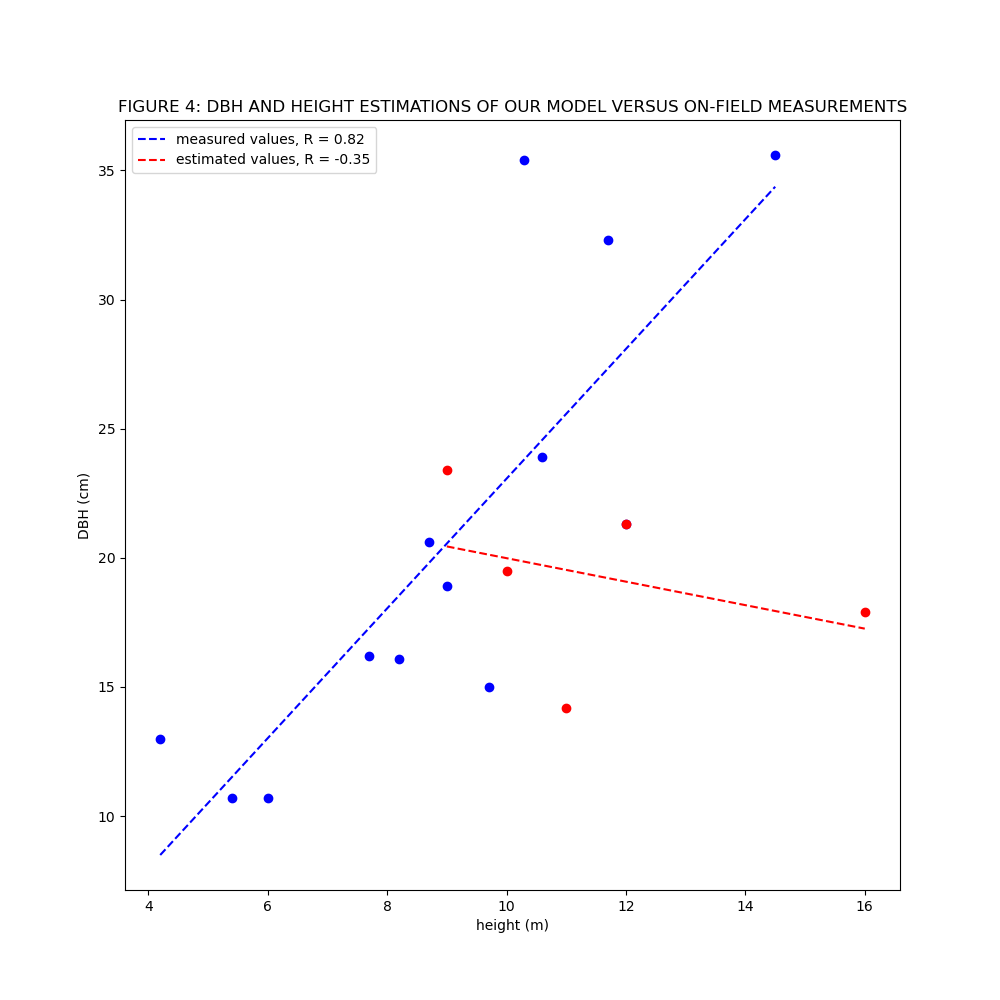 FIGURE 4: DBH AND HEIGHT ESTIMATIONS OF OUR MODEL VERSUS ON-FIELD MEASUREMENTS
measured values, R = 0.82
estimated values, R = -0.35
35
30
25
20
15
10
DBH (cm)
4 6 8 10 12 14 16
height (m)